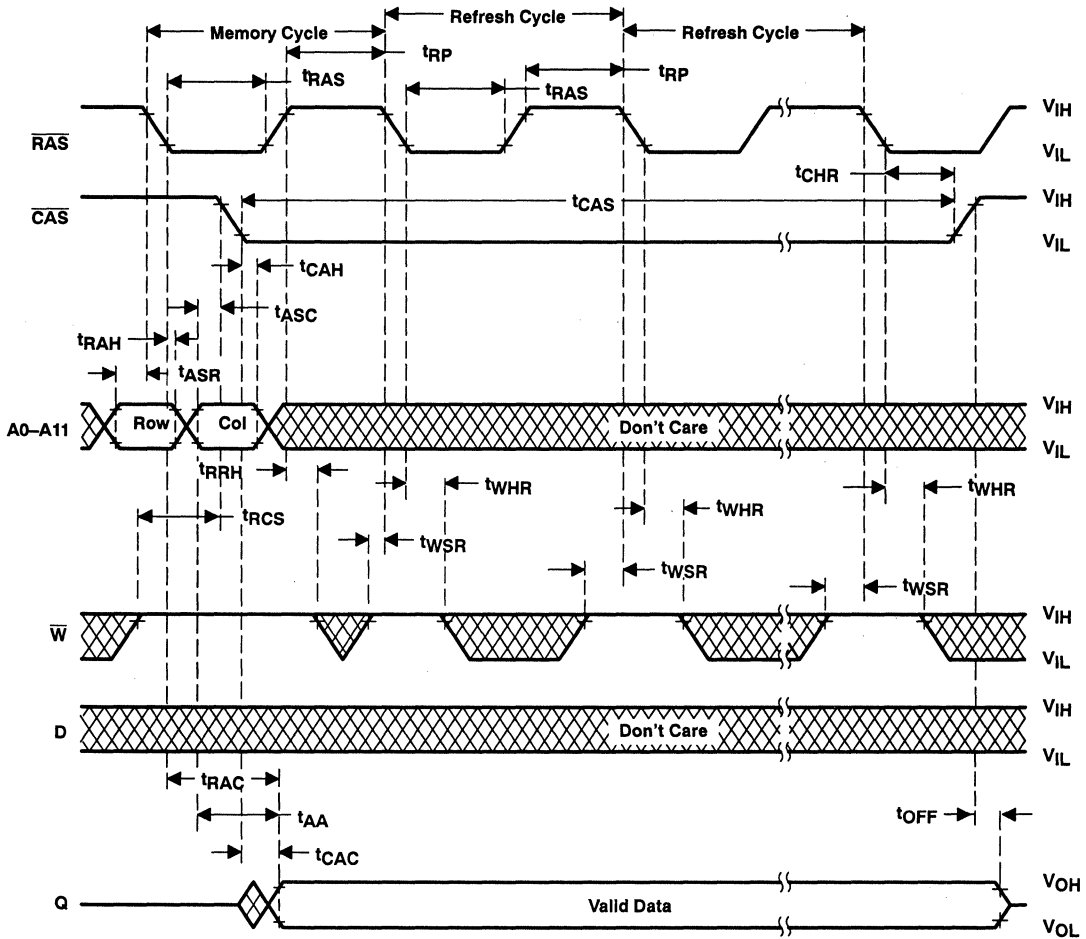 Memory Cycle
Refresh Cycle
Refresh Cycle
tRP
tRP
tRAS
tRAS
RAS
VIH
VIL
tCHR
CAS
tCAS
VIH
VIL
tCAH
tASC
tRAH
tASR
A0–A11
Row
Col
Don't Care
VIH
VIL
tRRH
tWHR
tWHR
tWHR
tRCS
tWSR
tWSR
tWSR
W
VIH
VIL
D
Don't Care
VIH
VIL
tRAC
tAA
tOFF
tCAC
Q
Valid Data
VOH
VOL